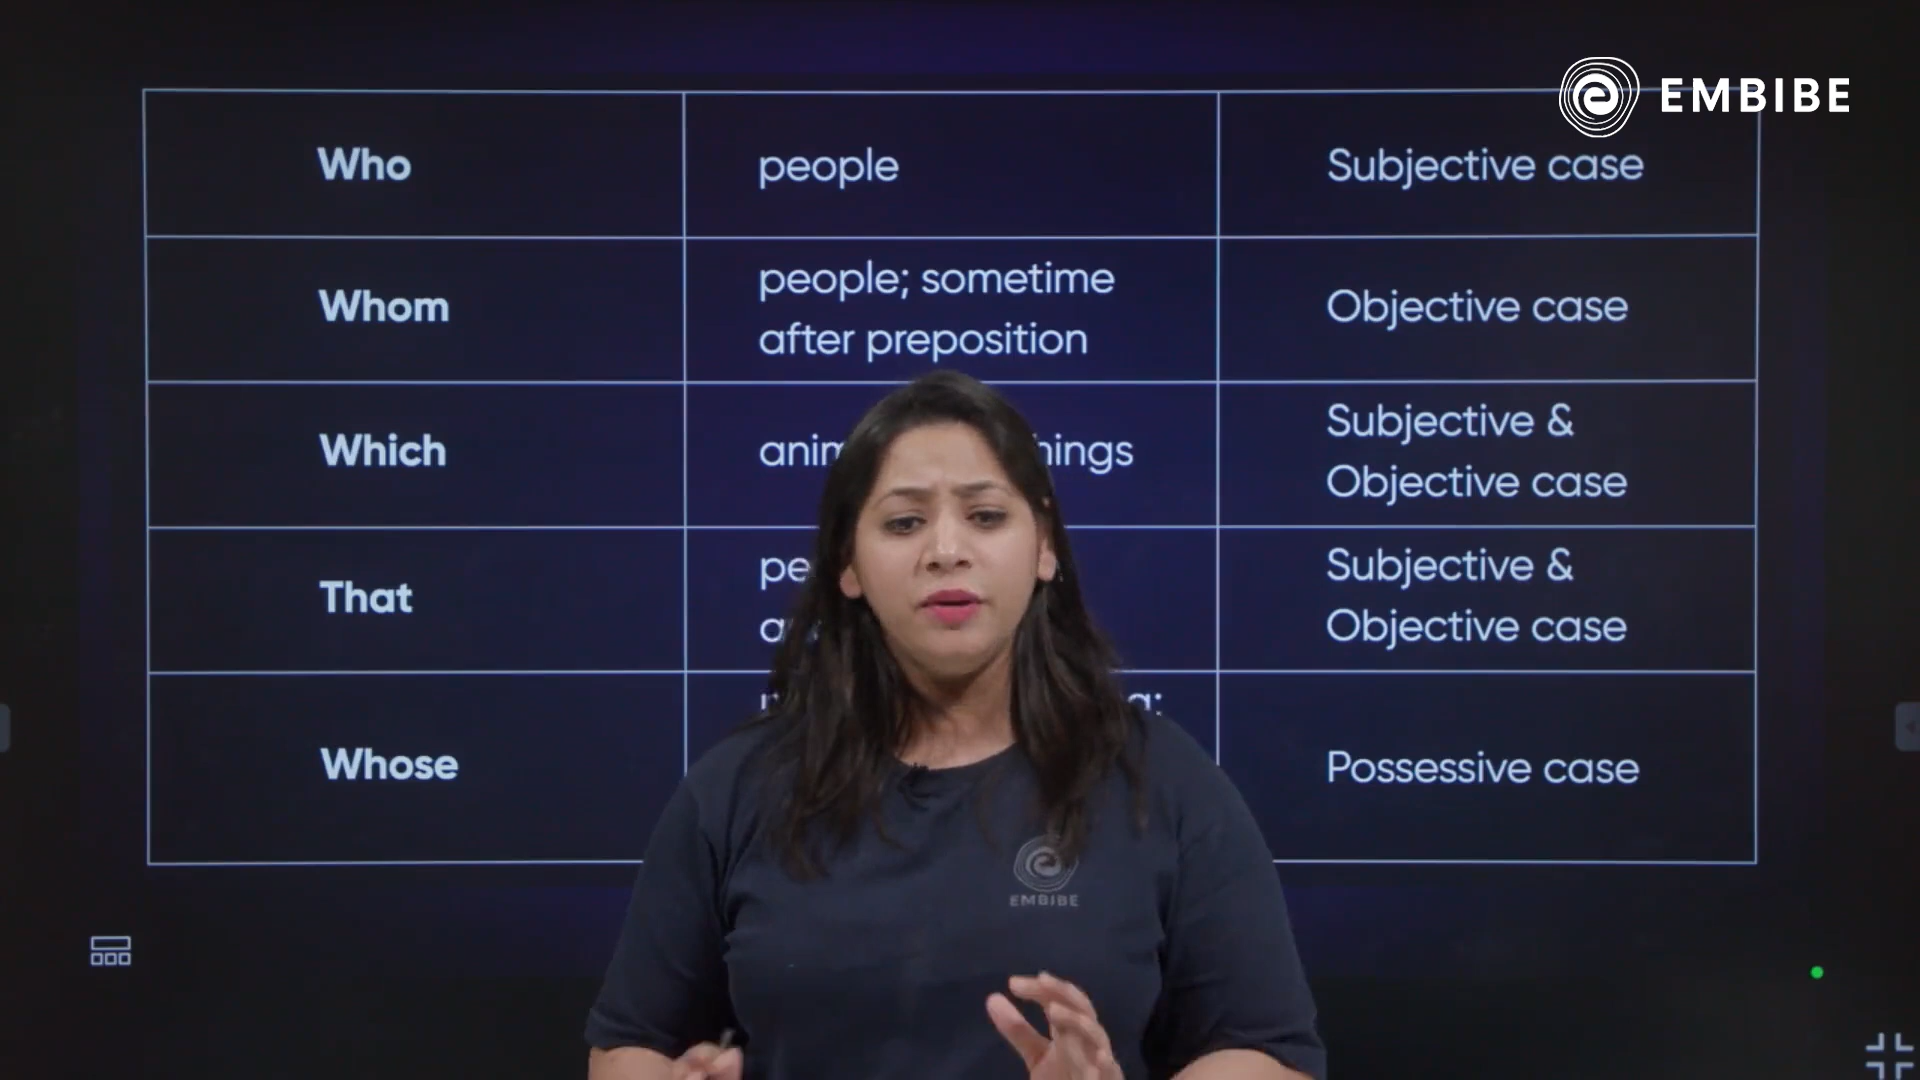 EMBIBE
Who people Subjective case
people; sometime
Whom Objective case
after preposition
Subjective &
Which
Objective case
Subjective &
That
Objective case
Whose Possessive case
EMBIBE